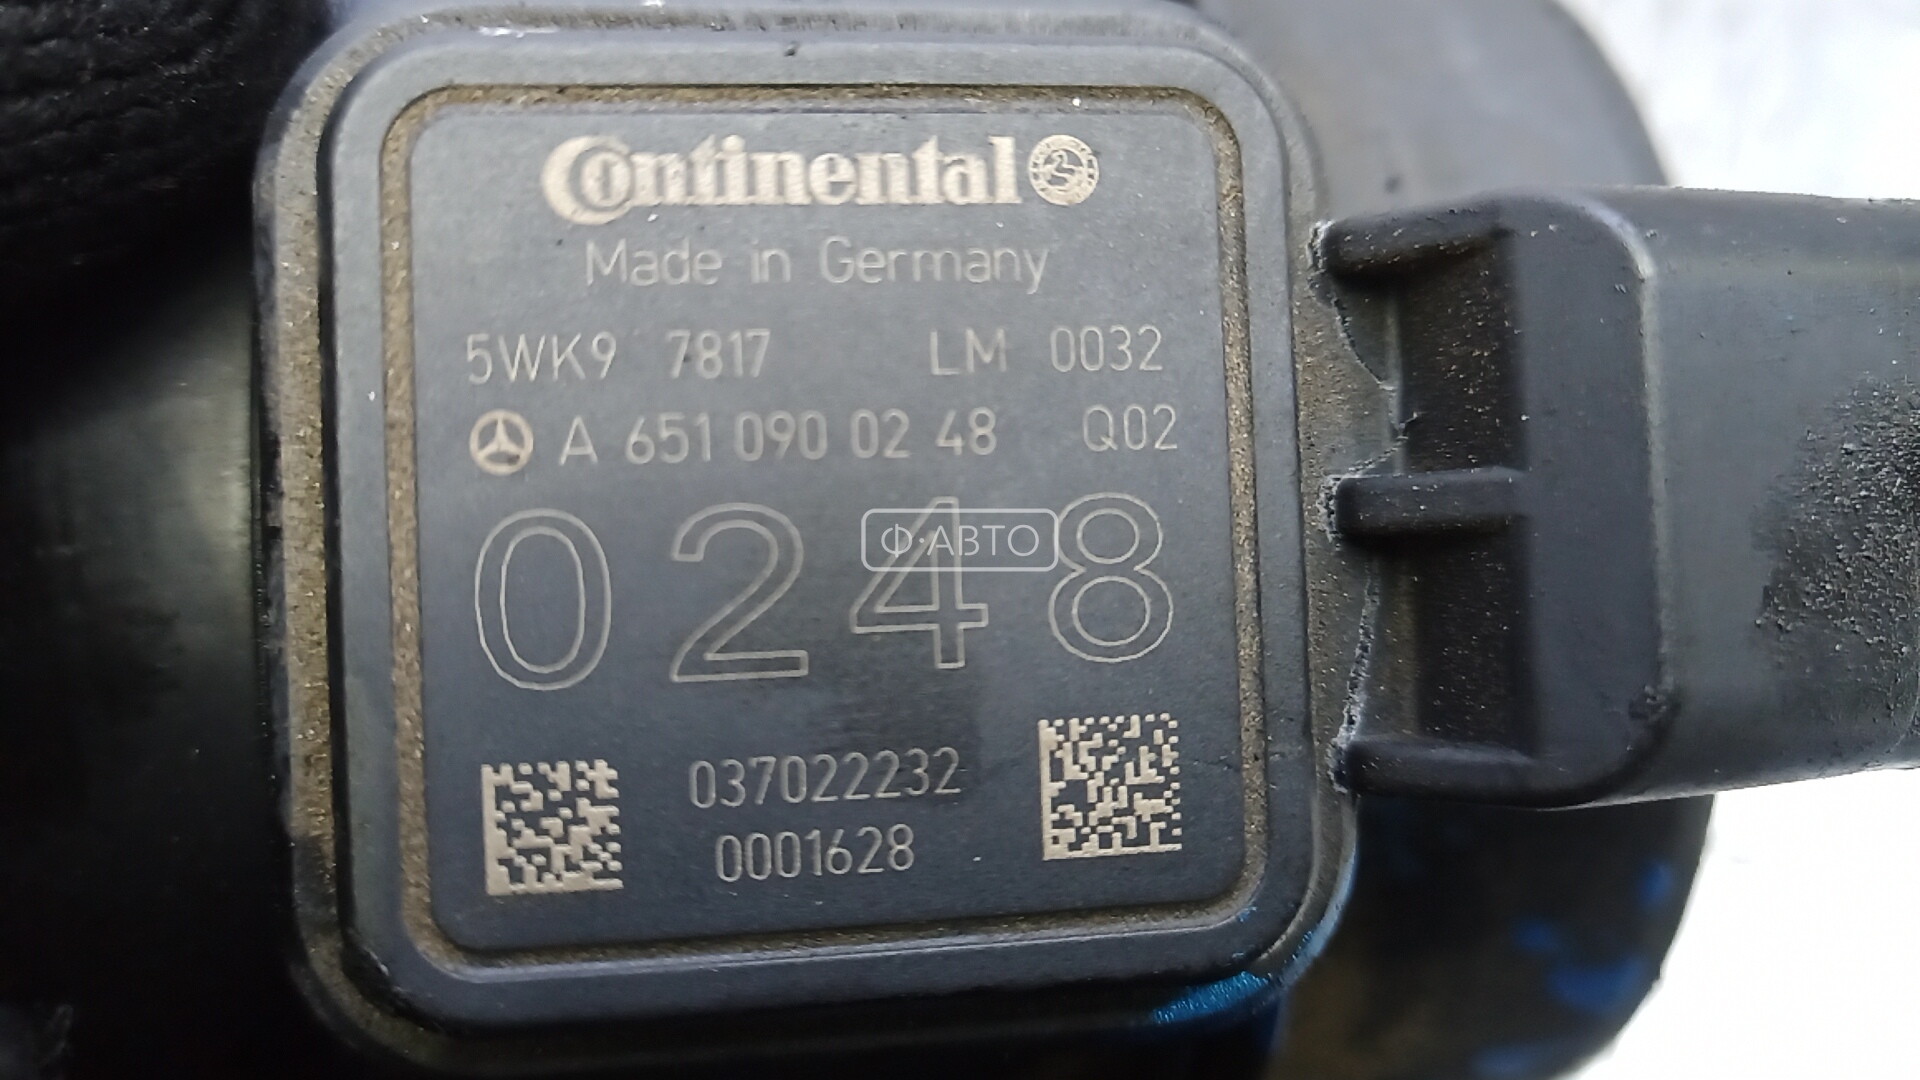 Continental
Made in Germany
5WK9 7817 LM 0032
A 651 090 02 48 Q02
0248
Ф·АВТО
037022232
0001628